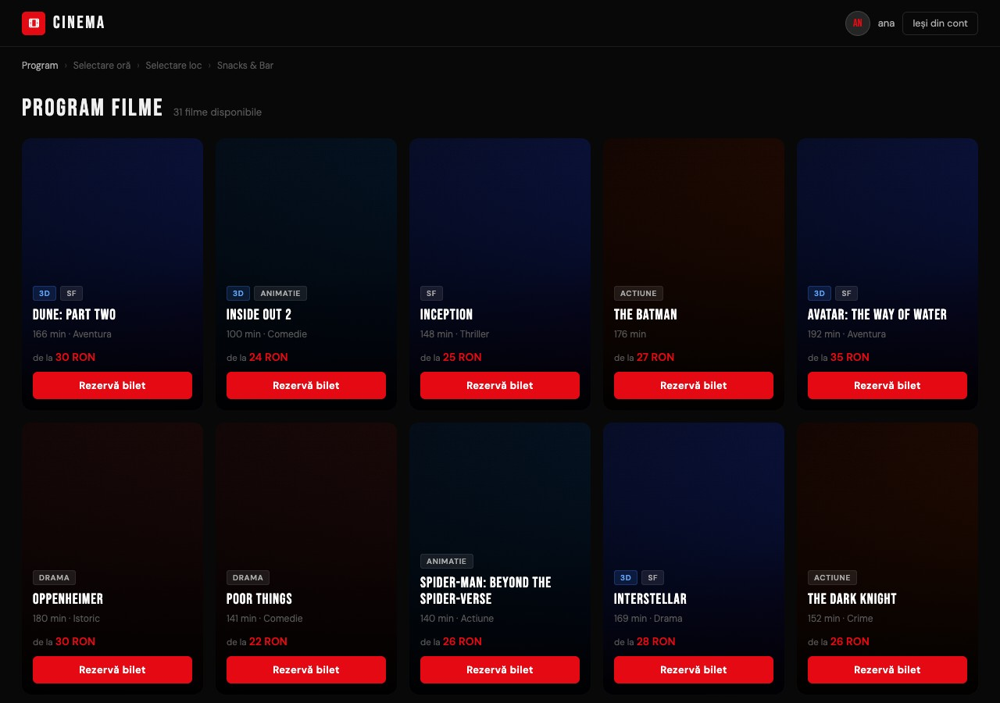 CINEMA
AN
ana
Ieși din cont
Program › Selectare oră › Selectare loc › Snacks & Bar
PROGRAM FILME
31 filme disponibile
3D
SF
DUNE: PART TWO
166 min · Aventura
de la 30 RON
Rezervă bilet
3D
ANIMATIE
INSIDE OUT 2
100 min · Comedie
de la 24 RON
Rezervă bilet
SF
INCEPTION
148 min · Thriller
de la 25 RON
Rezervă bilet
ACTIUNE
THE BATMAN
176 min
de la 27 RON
Rezervă bilet
3D
SF
AVATAR: THE WAY OF WATER
192 min · Aventura
de la 35 RON
Rezervă bilet
DRAMA
OPPENHEIMER
180 min · Istoric
de la 30 RON
Rezervă bilet
DRAMA
POOR THINGS
141 min · Comedie
de la 22 RON
Rezervă bilet
ANIMATIE
SPIDER-MAN: BEYOND THE
SPIDER-VERSE
140 min · Actiune
de la 26 RON
Rezervă bilet
3D
SF
INTERSTELLAR
169 min · Drama
de la 28 RON
Rezervă bilet
ACTIUNE
THE DARK KNIGHT
152 min · Crime
de la 26 RON
Rezervă bilet